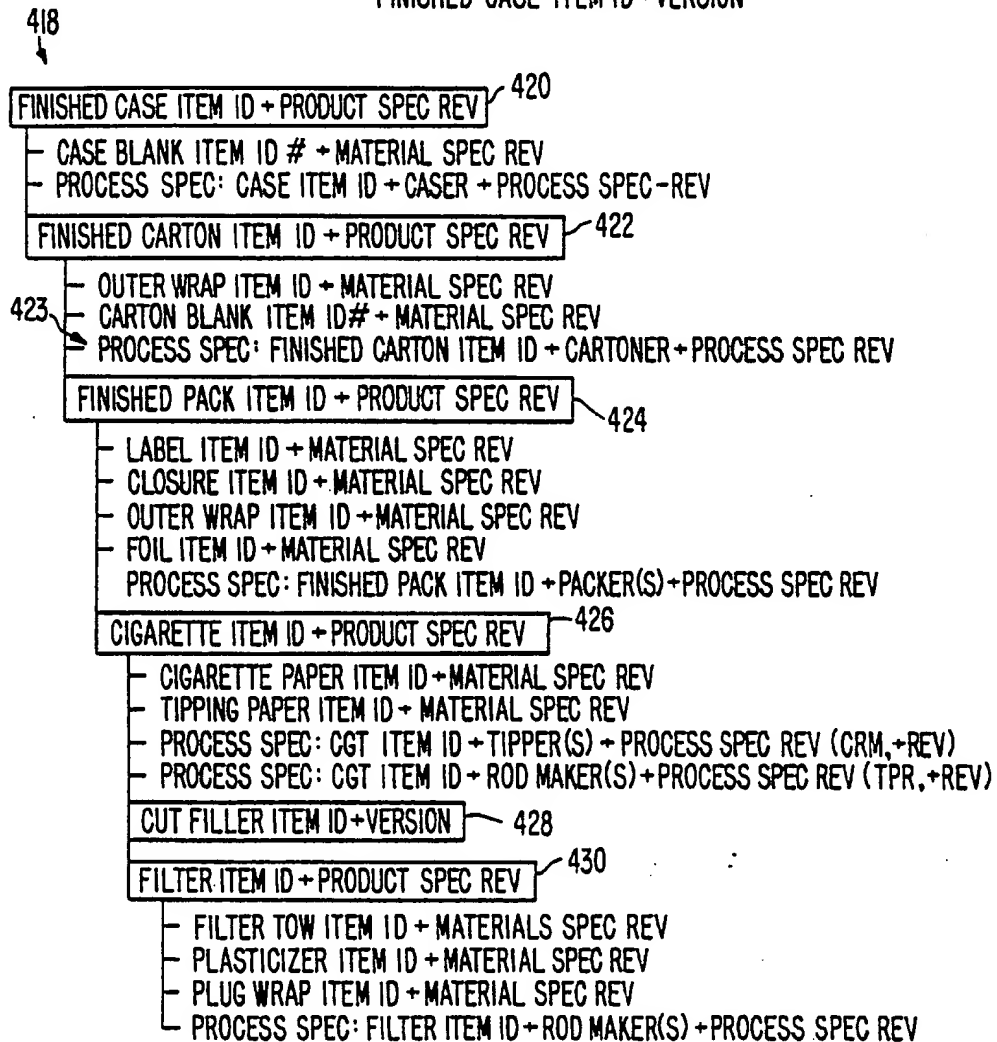 FINISHED CASE ITEM ID+VERSION
418
FINISHED CASE ITEM ID + PRODUCT SPEC REV
420
CASE BLANK ITEM ID # + MATERIAL SPEC REV
PROCESS SPEC: CASE ITEM ID + CASER + PROCESS SPEC-REV
FINISHED CARTON ITEM ID + PRODUCT SPEC REV
422
OUTER WRAP ITEM ID + MATERIAL SPEC REV
423
CARTON BLANK ITEM ID# + MATERIAL SPEC REV
PROCESS SPEC: FINISHED CARTON ITEM ID + CARTONER + PROCESS SPEC REV
FINISHED PACK ITEM ID + PRODUCT SPEC REV
424
LABEL ITEM ID + MATERIAL SPEC REV
CLOSURE ITEM ID + MATERIAL SPEC REV
OUTER WRAP ITEM ID + MATERIAL SPEC REV
FOIL ITEM ID + MATERIAL SPEC REV
PROCESS SPEC: FINISHED PACK ITEM ID + PACKER(S) + PROCESS SPEC REV
CIGARETTE ITEM ID + PRODUCT SPEC REV
426
CIGARETTE PAPER ITEM ID + MATERIAL SPEC REV
TIPPING PAPER ITEM ID + MATERIAL SPEC REV
PROCESS SPEC: CGT ITEM ID + TIPPER(S) + PROCESS SPEC REV (CRM,+REV)
PROCESS SPEC: CGT ITEM ID + ROD MAKER(S) + PROCESS SPEC REV (TPR,+REV)
CUT FILLER ITEM ID+VERSION
428
FILTER ITEM ID + PRODUCT SPEC REV
430
FILTER TOW ITEM ID + MATERIALS SPEC REV
PLASTICIZER ITEM ID + MATERIAL SPEC REV
PLUG WRAP ITEM ID + MATERIAL SPEC REV
PROCESS SPEC: FILTER ITEM ID + ROD MAKER(S) + PROCESS SPEC REV